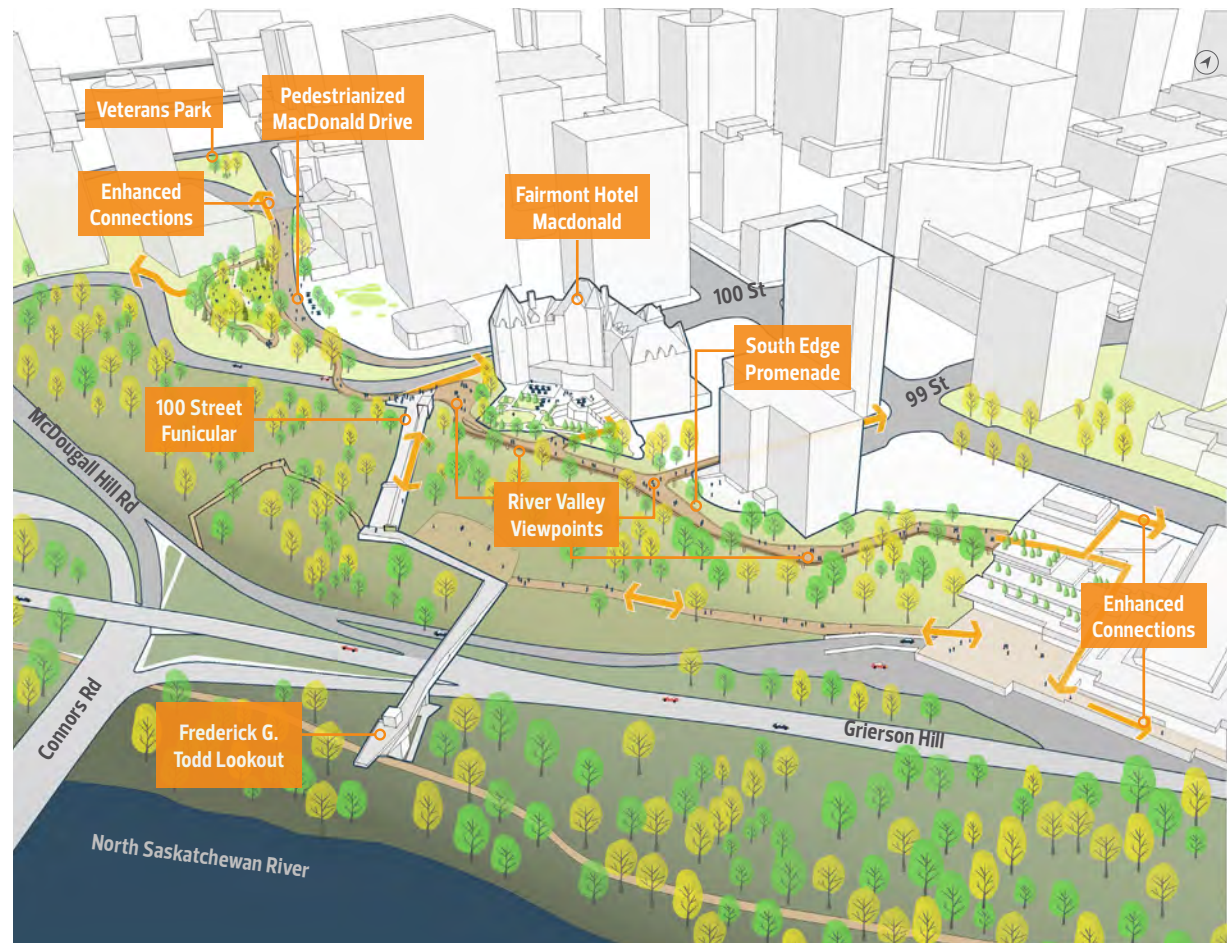 Veterans Park
Pedestrianized
MacDonald Drive
Enhanced
Connections
Fairmont Hotel
Macdonald
100 St
South Edge
Promenade
99 St
100 Street
Funicular
McDougall Hill Rd
River Valley
Viewpoints
Enhanced
Connections
Connors Rd
Frederick G.
Todd Lookout
Grierson Hill
North Saskatchewan River